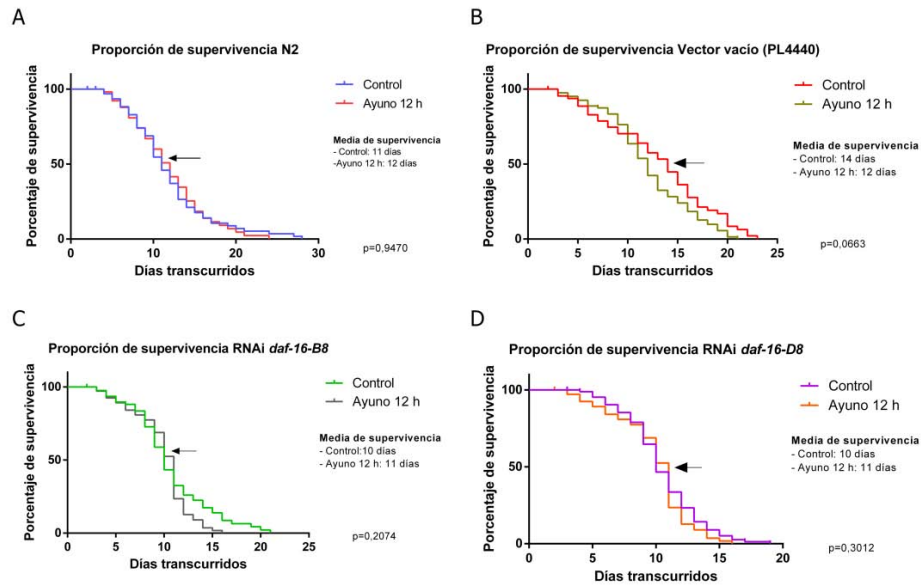 A
Proporción de supervivencia N2
Porcentaje de supervivencia
100
50
0
0 10 20 30
Días transcurridos
Control
Ayuno 12 h
Media de supervivencia
- Control: 11 días
-Ayuno 12 h: 12 días
p=0,9470
B
Proporción de supervivencia Vector vacío (PL4440)
Porcentaje de supervivencia
100
50
0
0 5 10 15 20 25
Días transcurridos
Control
Ayuno 12 h
Media de supervivencia
- Control: 14 días
- Ayuno 12 h: 12 días
p=0,0663
C
Proporción de supervivencia RNAi daf-16-B8
Porcentaje de supervivencia
100
50
0
0 5 10 15 20 25
Días transcurridos
Control
Ayuno 12 h
Media de supervivencia
- Control:10 días
- Ayuno 12 h: 11 días
p=0,2074
D
Proporción de supervivencia RNAi daf-16-D8
Porcentaje de supervivencia
100
50
0
0 5 10 15 20
Días transcurridos
Control
Ayuno 12 h
Media de supervivencia
- Control: 10 días
- Ayuno 12 h: 11 días
p=0,3012